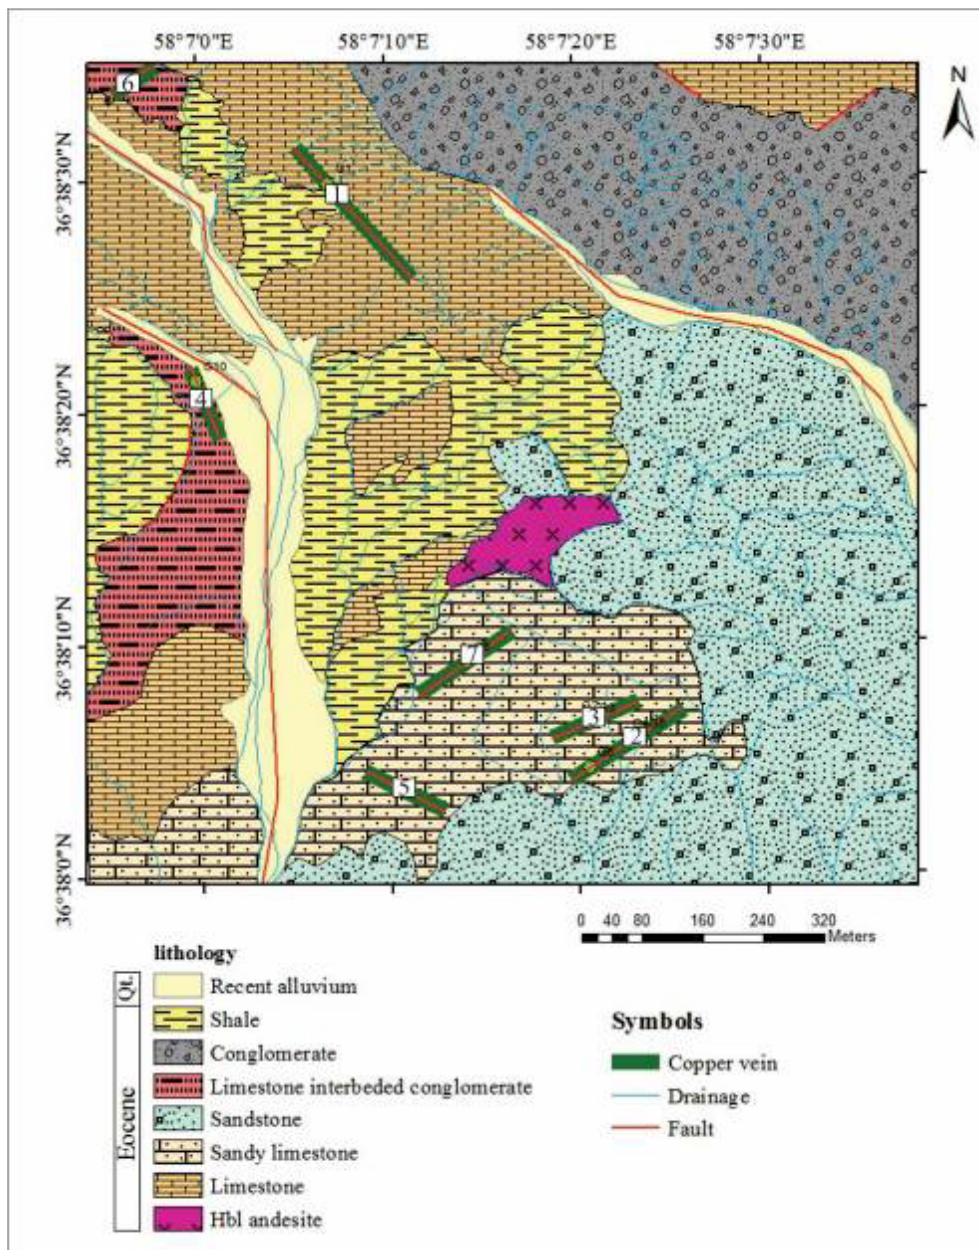 58°7'0"E 58°7'10"E 58°7'20"E 58°7'30"E
N
6
36°38'30"N
1
36°38'20"N
4
36°38'10"N
7
3
2
5
36°38'0"N
0 40 80 160 240 320
Meters
lithology
Qt.
Recent alluvium
Eocene
Shale
Conglomerate
Limestone interbeded conglomerate
Sandstone
Sandy limestone
Limestone
Hbl andesite
Symbols
Copper vein
Drainage
Fault